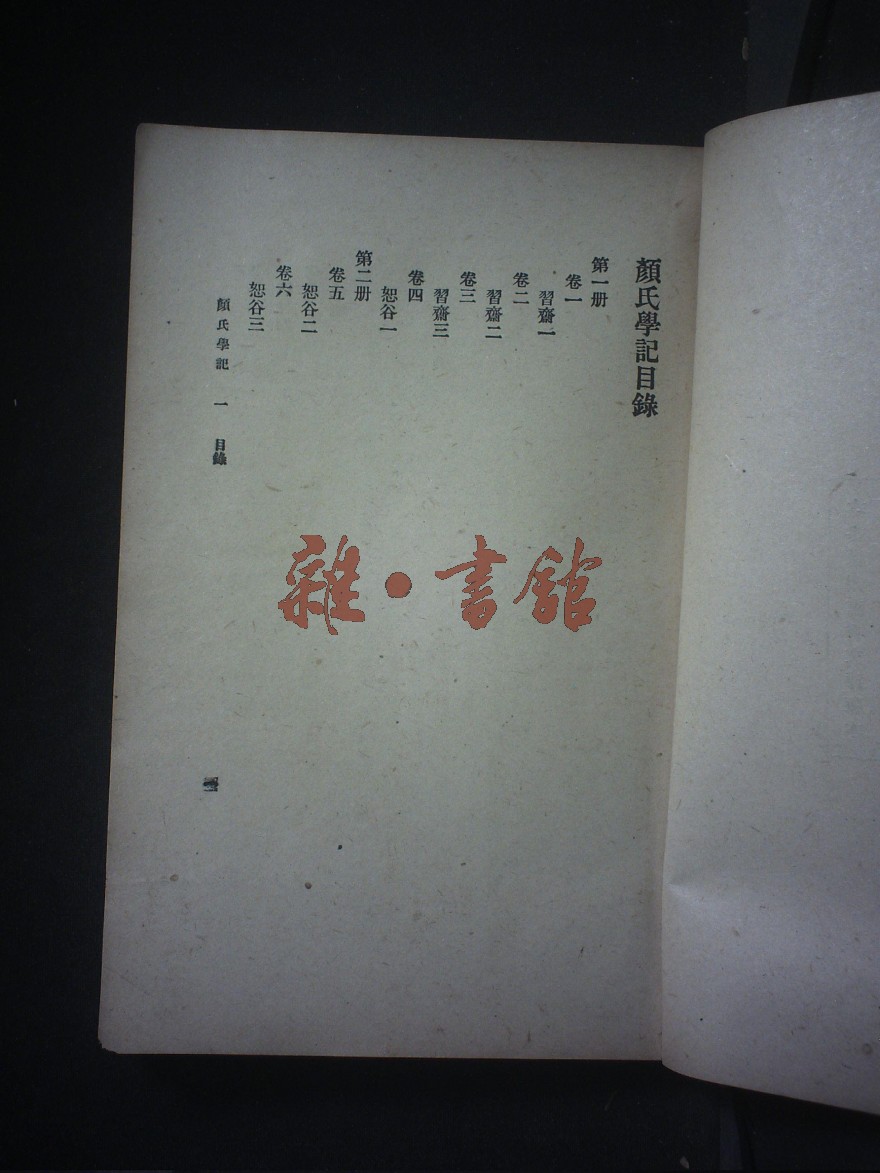 顏氏學記目錄
第一册
卷一
習齋一
卷二
習齋二
卷三
習齋三
卷四
恕谷一
第二册
卷五
恕谷二
卷六
恕谷三
顏氏學記 一 目錄
雜·書館